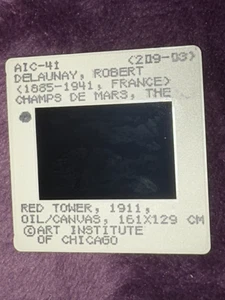 AIC-41 (209-03)
DELAUNAY, ROBERT
(1885-1941, FRANCE)
CHAMPS DE MARS, THE
RED TOWER, 1911,
OIL/CANVAS, 161X129 CM
©ART INSTITUTE
OF CHICAGO